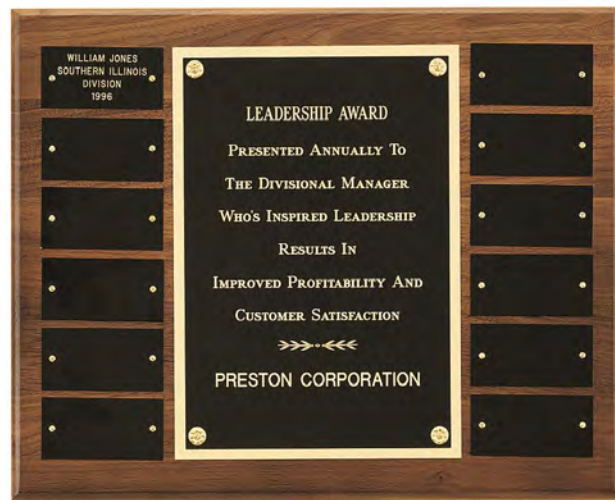 WILLIAM JONES
SOUTHERN ILLINOIS
DIVISION
1996
LEADERSHIP AWARD
PRESENTED ANNUALLY TO
THE DIVISIONAL MANAGER
WHO'S INSPIRED LEADERSHIP
RESULTS IN
IMPROVED PROFITABILITY AND
CUSTOMER SATISFACTION
PRESTON CORPORATION